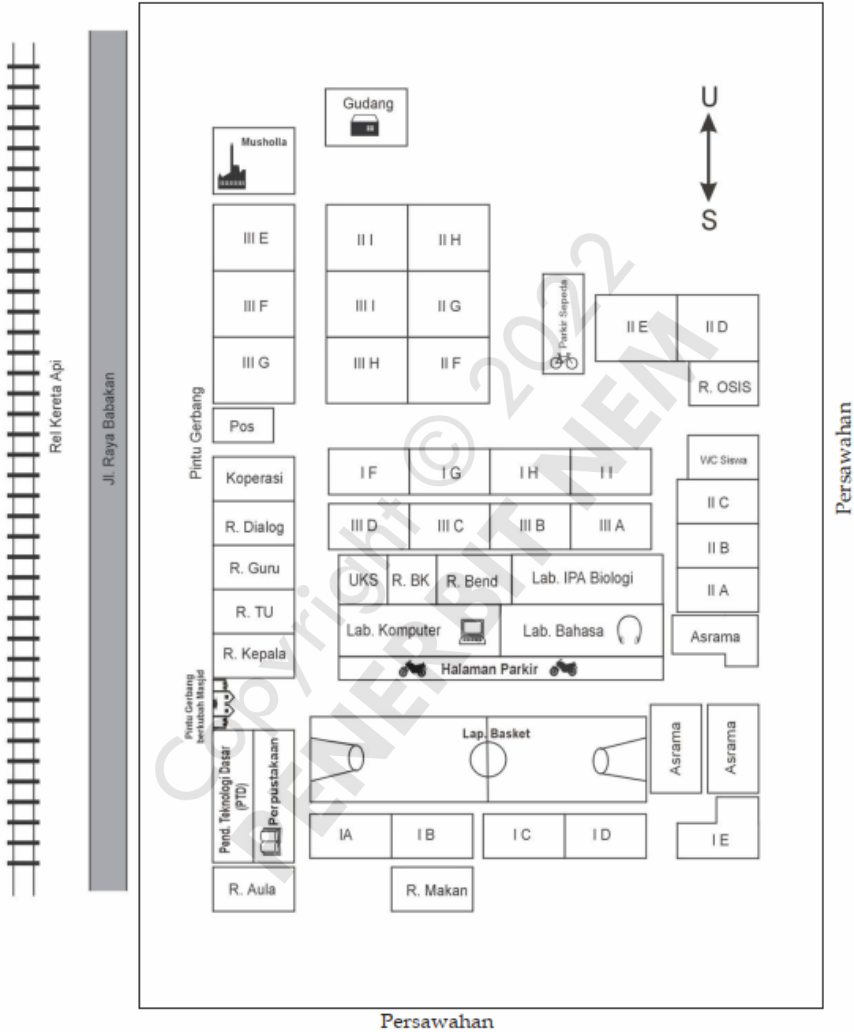 Gudang
U
Musholla
S
III E
II I
II H
III F
III I
II G
Parkir Sepeda
II E
II D
III G
III H
II F
R. OSIS
Rel Kereta Api
Jl. Raya Babakan
Pintu Gerbang
Pos
Persawahan
Koperasi
I F
I G
I H
I I
WC Siswa
R. Dialog
III D
III C
III B
III A
II C
R. Guru
UKS
R. BK
R. Bend
Lab. IPA Biologi
II B
R. TU
II A
R. Kepala
Lab. Komputer
Lab. Bahasa
Asrama
Halaman Parkir
Pintu Gerbang
berkubah Masjid
Pend. Teknologi Dasar
(PTD)
Perpustakaan
Lap. Basket
Asrama
Asrama
IA
I B
I C
I D
I E
R. Aula
R. Makan
Persawahan
Copyright © 2022
PENERBIT NEM